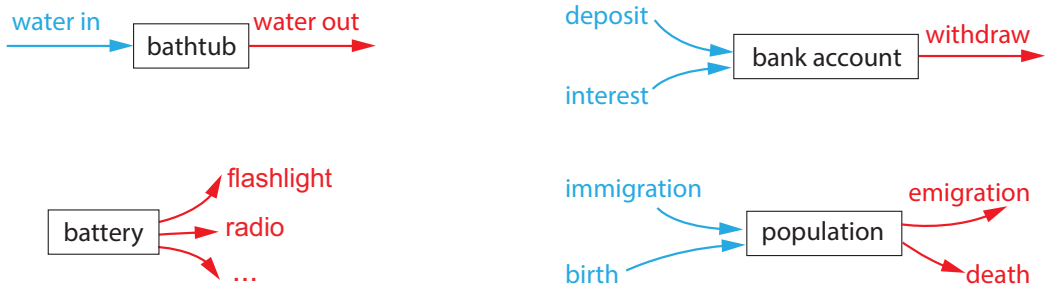 water in
bathtub
water out
deposit
interest
bank account
withdraw
battery
flashlight
radio
...
immigration
birth
population
emigration
death